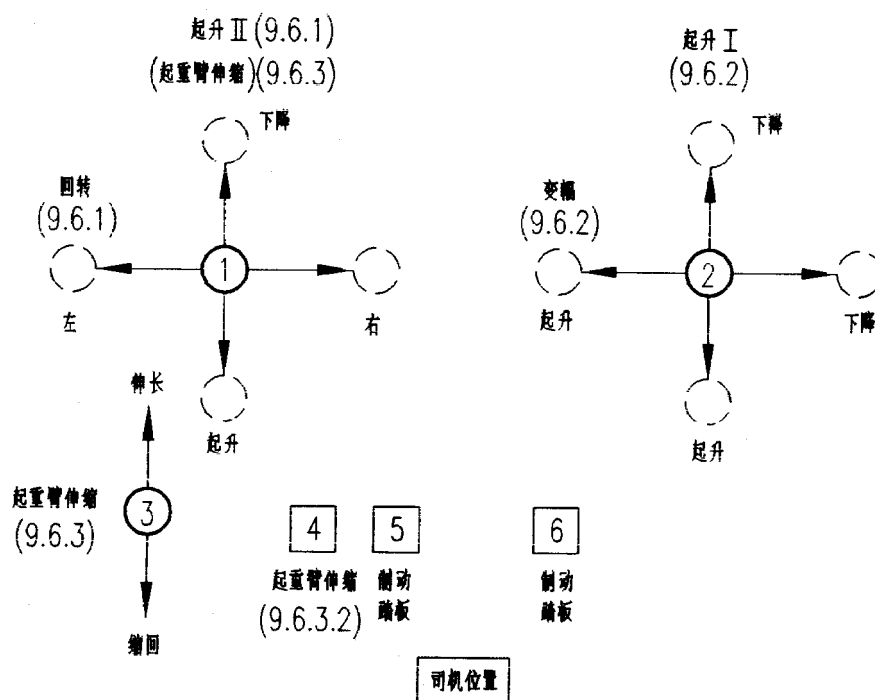 起升Ⅱ(9.6.1)
(起重臂伸缩)(9.6.3)
下降
回转
(9.6.1)
1
左
右
起升
起升Ⅰ
(9.6.2)
下降
变幅
(9.6.2)
2
起升
下降
起升
伸长
起重臂伸缩
(9.6.3)
3
缩回
4
起重臂伸缩
(9.6.3.2)
5
制动
踏板
6
制动
踏板
司机位置